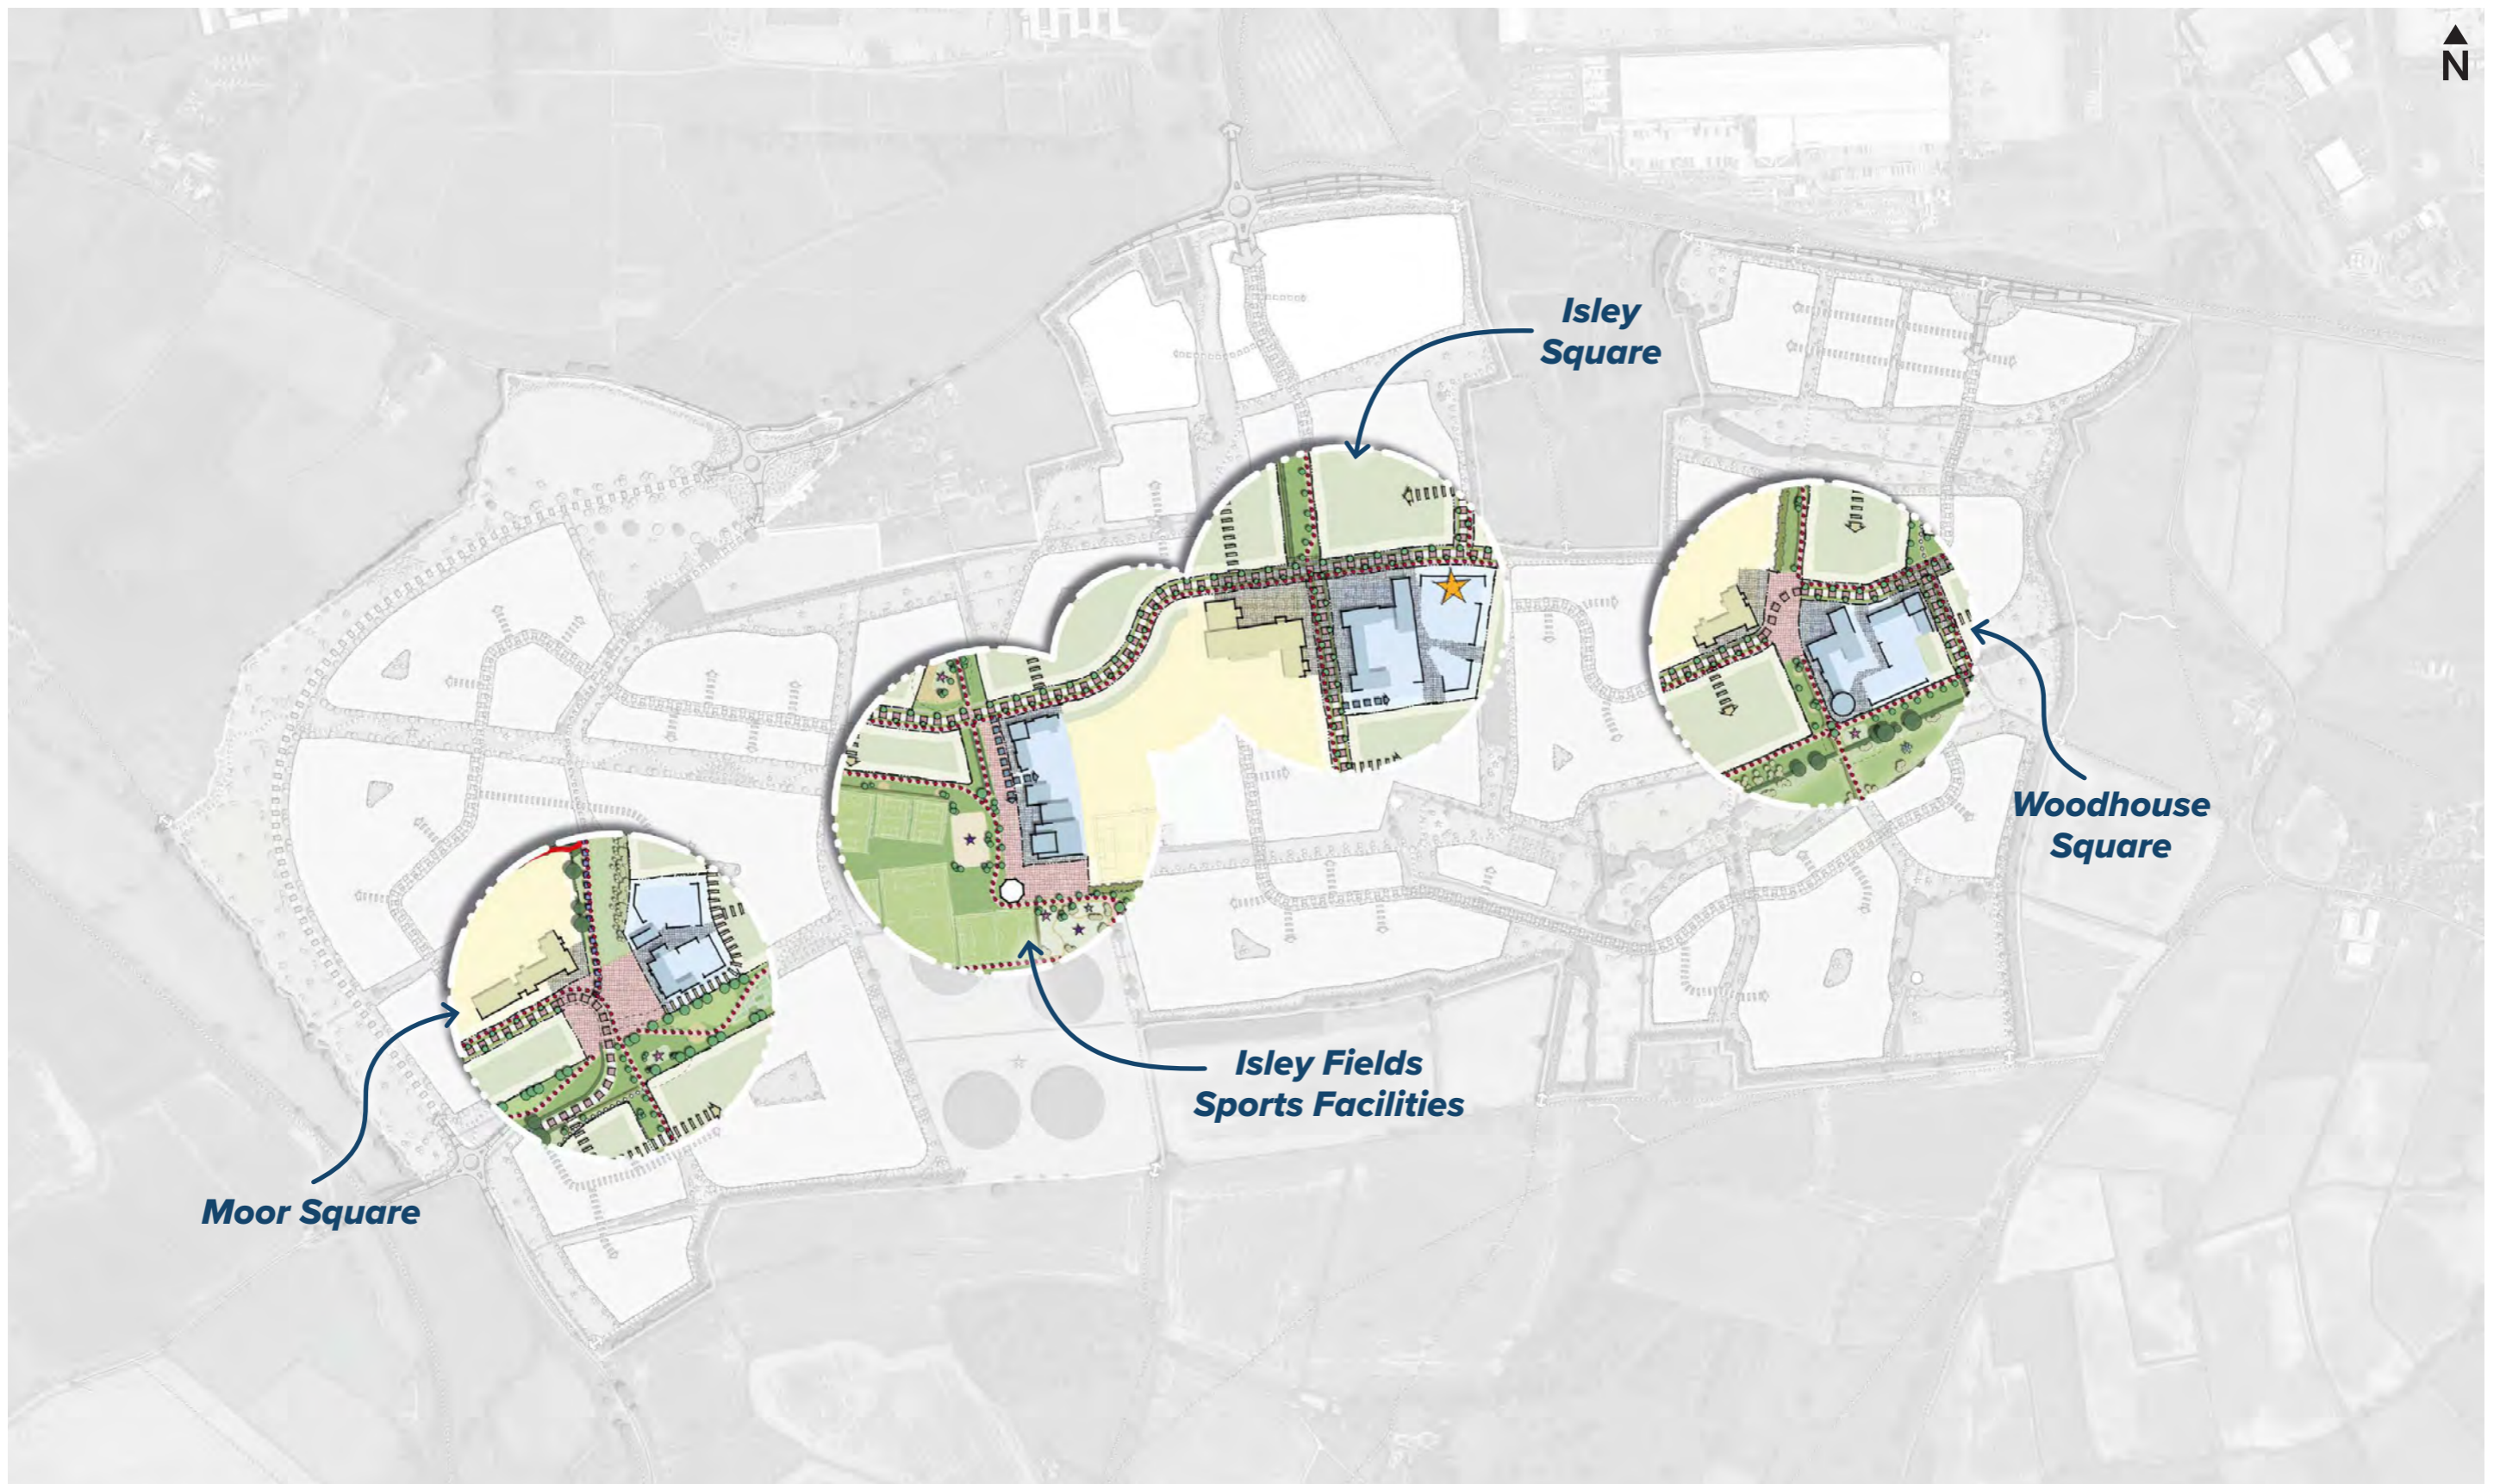 N
Isley
Square
Woodhouse
Square
Isley Fields
Sports Facilities
Moor Square